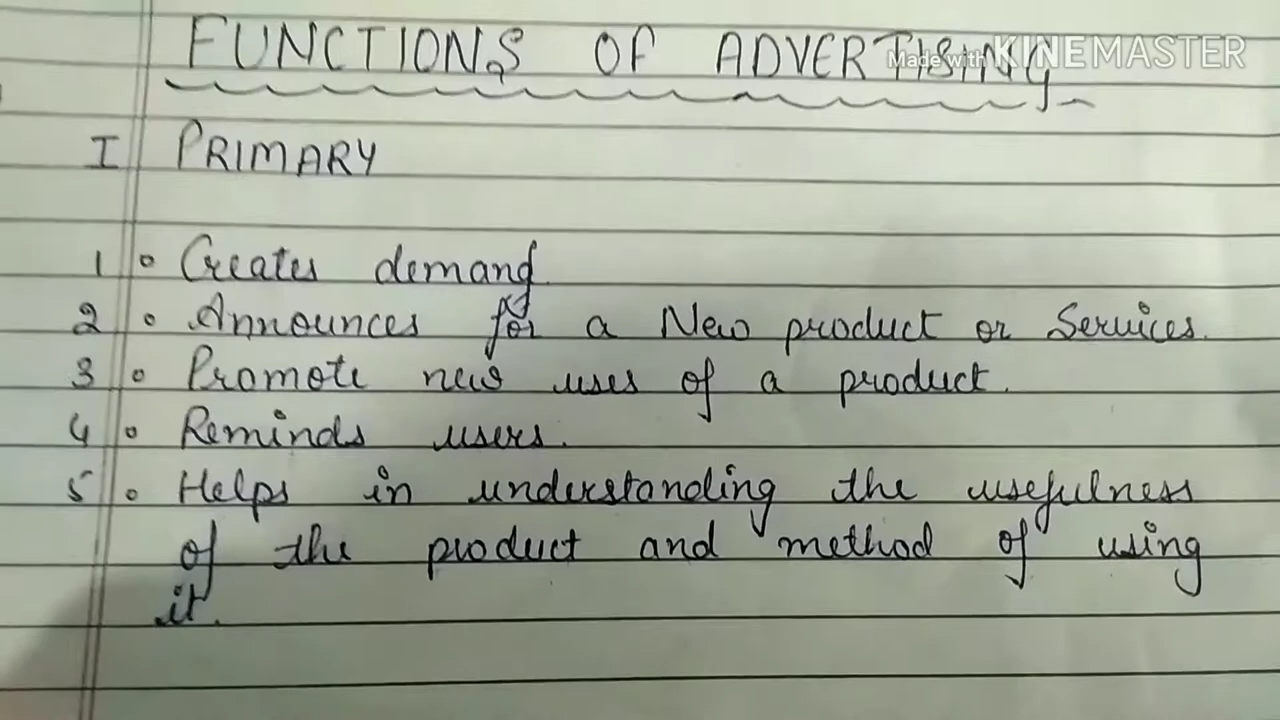 FUNCTIONS OF ADVERTISING
Made with KINEMASTER
I PRIMARY
1. Creates demand
2. Announces for a New product or Services.
3. Promote new uses of a product.
4. Reminds users.
5. Helps in understanding the usefulness
of the product and method of using
it.